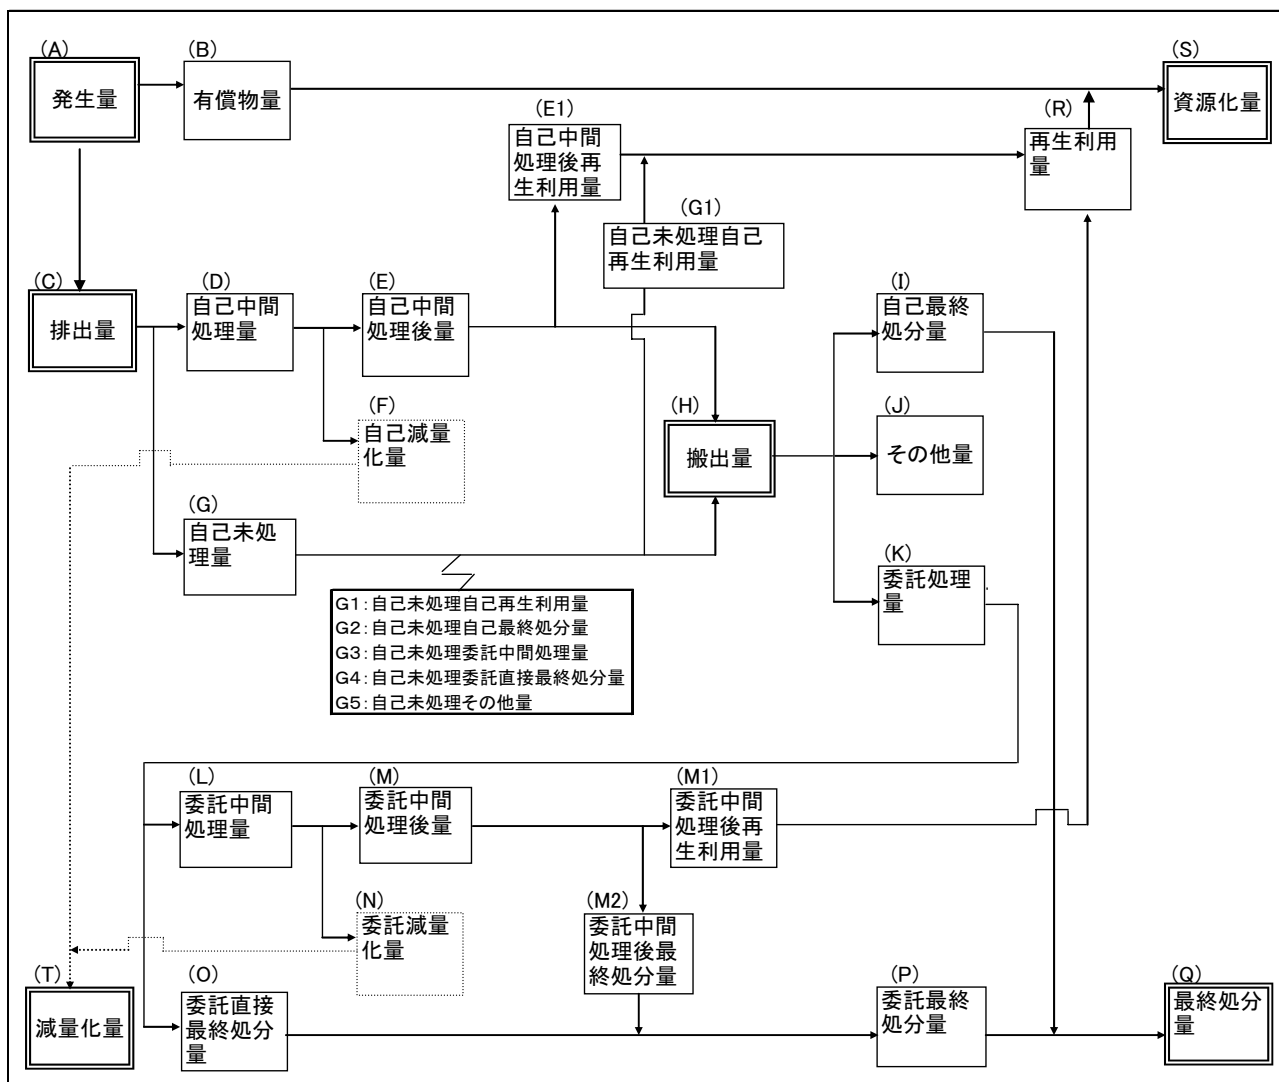 (A)
発生量
(B)
有償物量
(S)
資源化量
(E1)
自己中間
処理後再
生利用量
(R)
再生利用
量
(G1)
自己未処理自己
再生利用量
(C)
排出量
(D)
自己中間
処理量
(E)
自己中間
処理後量
(I)
自己最終
処分量
(F)
自己減量
化量
(H)
搬出量
(J)
その他量
(G)
自己未処
理量
(K)
委託処理
量
G1:自己未処理自己再生利用量
G2:自己未処理自己最終処分量
G3:自己未処理委託中間処理量
G4:自己未処理委託直接最終処分量
G5:自己未処理その他量
(L)
委託中間
処理量
(M)
委託中間
処理後量
(M1)
委託中間
処理後再
生利用量
(N)
委託減量
化量
(M2)
委託中間
処理後最
終処分量
(T)
減量化量
(O)
委託直接
最終処分
量
(P)
委託最終
処分量
(Q)
最終処分
量